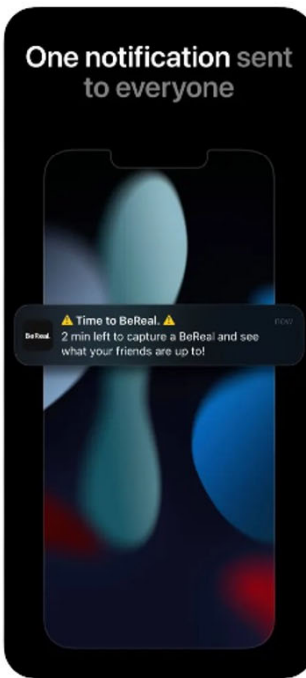 One notification sent
to everyone
⚠️ Time to BeReal. ⚠️
now
BeReal.
2 min left to capture a BeReal and see
what your friends are up to!